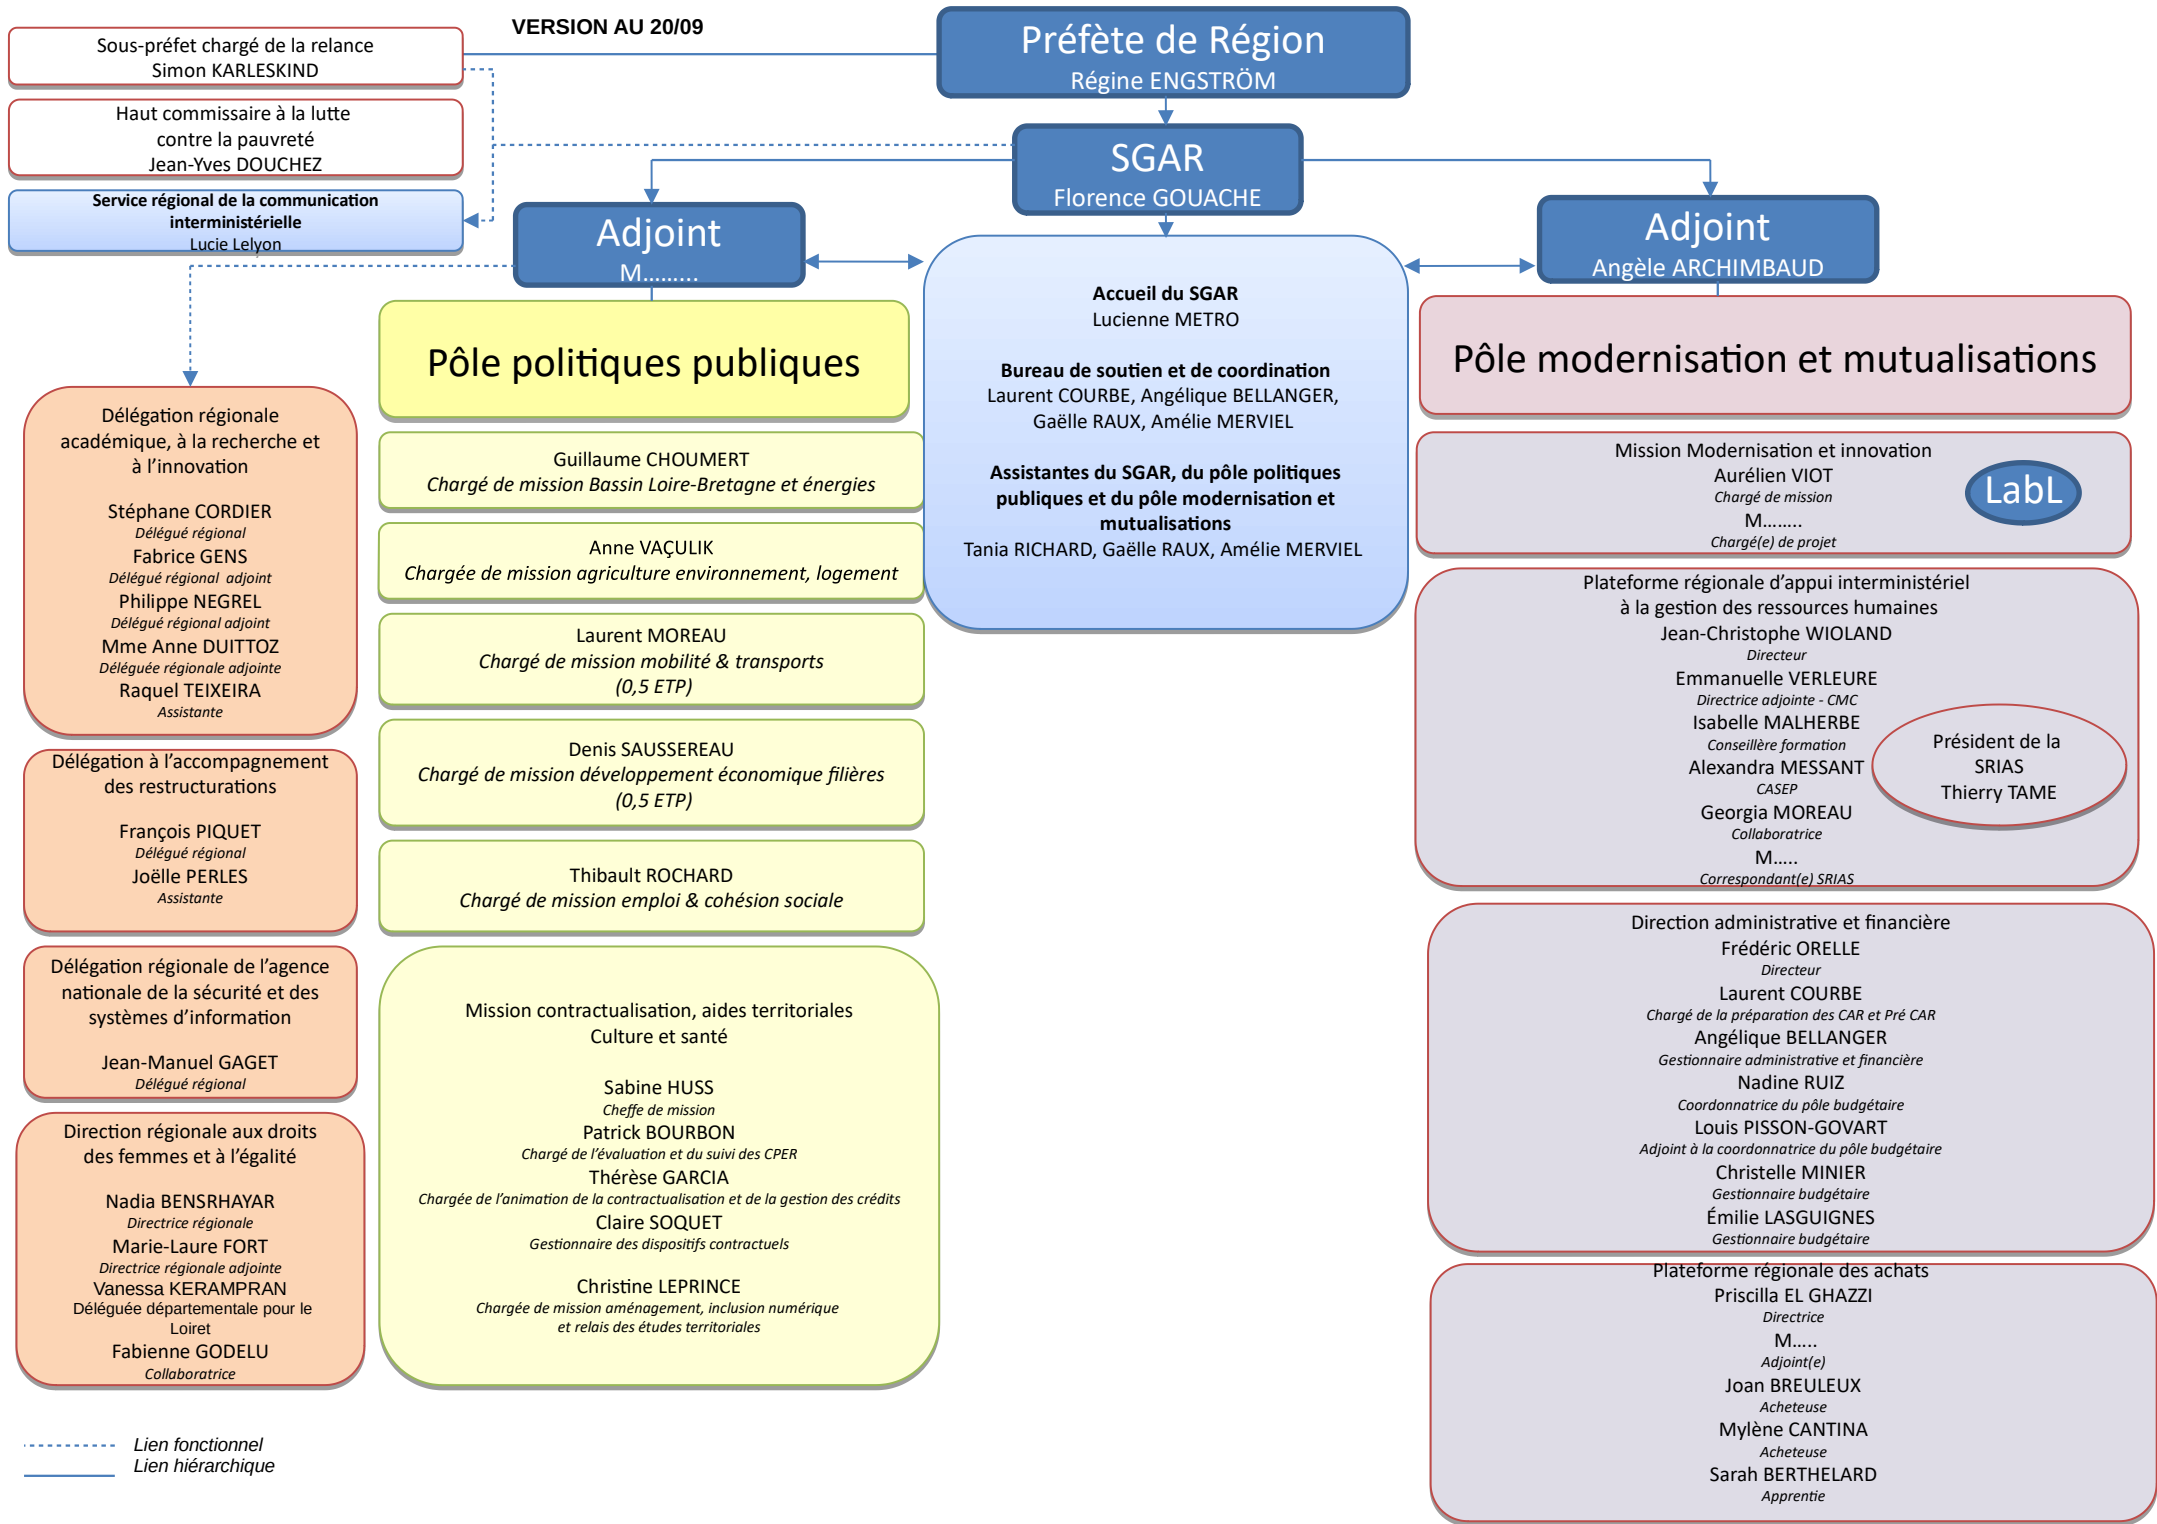 VERSION AU 20/09
Préfète de Région
Régine ENGSTRÖM
Sous-préfet chargé de la relance
Simon KARLESKIND
Haut commissaire à la lutte
contre la pauvreté
Jean-Yves DOUCHEZ
Service régional de la communication
interministérielle
Lucie Lelyon
SGAR
Florence GOUACHE
Adjoint
M.........
Adjoint
Angèle ARCHIMBAUD
Délégation régionale
académique, à la recherche et
à l’innovation
Stéphane CORDIER
Délégué régional
Fabrice GENS
Délégué régional  adjoint
Philippe NEGREL
Délégué régional adjoint
Mme Anne DUITTOZ
Déléguée régionale adjointe
Raquel TEIXEIRA
Assistante
Délégation à l’accompagnement
des restructurations
François PIQUET
Délégué régional
Joëlle PERLES
Assistante
Délégation régionale de l’agence
nationale de la sécurité et des
systèmes d’information
Jean-Manuel GAGET
Délégué régional
Direction régionale aux droits
des femmes et à l’égalité
Nadia BENSRHAYAR
Directrice régionale
Marie-Laure FORT
Directrice régionale adjointe
Vanessa KERAMPRAN
Déléguée départementale pour le
Loiret
Fabienne GODELU
Collaboratrice
Pôle politiques publiques
Guillaume CHOUMERT
Chargé de mission Bassin Loire-Bretagne et énergies
Anne VAÇULIK
Chargée de mission agriculture environnement, logement
Laurent MOREAU
Chargé de mission mobilité & transports
(0,5 ETP)
Denis SAUSSEREAU
Chargé de mission développement économique filières
(0,5 ETP)
Thibault ROCHARD
Chargé de mission emploi & cohésion sociale
Mission contractualisation, aides territoriales
Culture et santé
Sabine HUSS
Cheffe de mission
Patrick BOURBON
Chargé de l’évaluation et du suivi des CPER
Thérèse GARCIA
Chargée de l’animation de la contractualisation et de la gestion des crédits
Claire SOQUET
Gestionnaire des dispositifs contractuels
Christine LEPRINCE
Chargée de mission aménagement, inclusion numérique
et relais des études territoriales
Accueil du SGAR
Lucienne METRO
Bureau de soutien et de coordination
Laurent COURBE, Angélique BELLANGER,
Gaëlle RAUX, Amélie MERVIEL
Assistantes du SGAR, du pôle politiques
publiques et du pôle modernisation et
mutualisations
Tania RICHARD, Gaëlle RAUX, Amélie MERVIEL
Pôle modernisation et mutualisations
Mission Modernisation et innovation
Aurélien VIOT
Chargé de mission
M........
Chargé(e) de projet
LabL
Plateforme régionale d’appui interministériel
à la gestion des ressources humaines
Jean-Christophe WIOLAND
Directeur
Emmanuelle VERLEURE
Directrice adjointe - CMC
Isabelle MALHERBE
Conseillère formation
Alexandra MESSANT
CASEP
Georgia MOREAU
Collaboratrice
M.....
Correspondant(e) SRIAS
Président de la
SRIAS
Thierry TAME
Direction administrative et financière
Frédéric ORELLE
Directeur
Laurent COURBE
Chargé de la préparation des CAR et Pré CAR
Angélique BELLANGER
Gestionnaire administrative et financière
Nadine RUIZ
Coordonnatrice du pôle budgétaire
Louis PISSON-GOVART
Adjoint à la coordonnatrice du pôle budgétaire
Christelle MINIER
Gestionnaire budgétaire
Émilie LASGUIGNES
Gestionnaire budgétaire
Plateforme régionale des achats
Priscilla EL GHAZZI
Directrice
M.....
Adjoint(e)
Joan BREULEUX
Acheteuse
Mylène CANTINA
Acheteuse
Sarah BERTHELARD
Apprentie
Lien fonctionnel
Lien hiérarchique